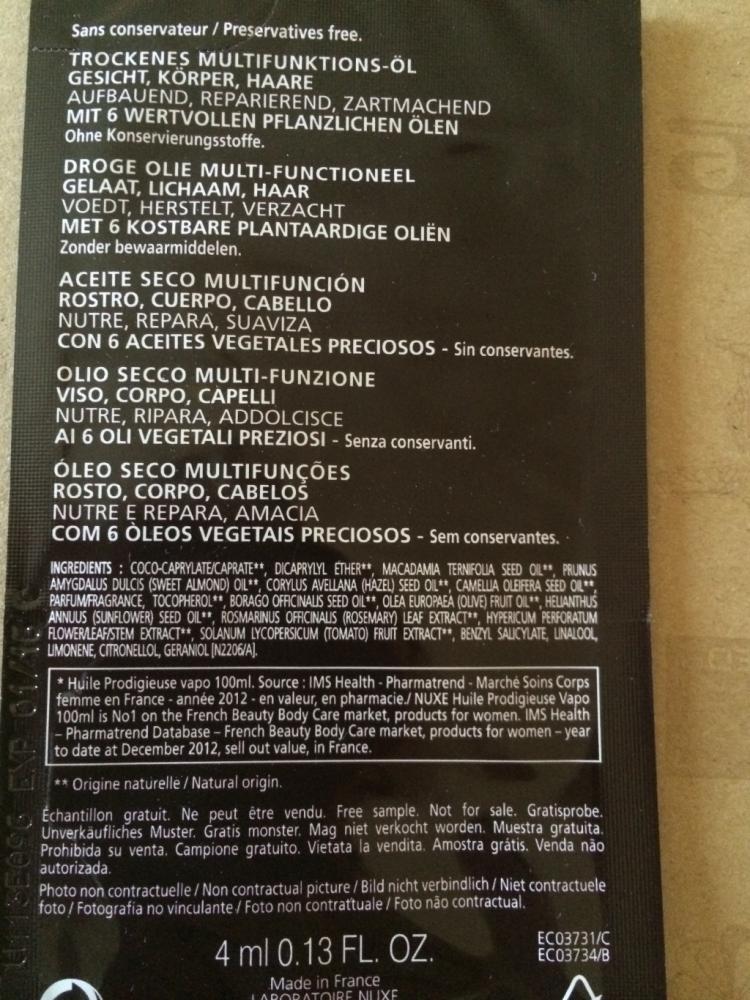 Sans conservateur / Preservatives free.
TROCKENES MULTIFUNKTIONS-ÖL
GESICHT, KÖRPER, HAARE
AUFBAUEND, REPARIEREND, ZARTMACHEND
MIT 6 WERTVOLLEN PFLANZLICHEN ÖLEN
Ohne Konservierungsstoffe.
DROGE OLIE MULTI-FUNCTIONEEL
GELAAT, LICHAAM, HAAR
VOEDT, HERSTELT, VERZACHT
MET 6 KOSTBARE PLANTAARDIGE OLIËN
Zonder bewaarmiddelen.
ACEITE SECO MULTIFUNCIÓN
ROSTRO, CUERPO, CABELLO
NUTRE, REPARA, SUAVIZA
CON 6 ACEITES VEGETALES PRECIOSOS - Sin conservantes.
OLIO SECCO MULTI-FUNZIONE
VISO, CORPO, CAPELLI
NUTRE, RIPARA, ADDOLCISCE
AI 6 OLI VEGETALI PREZIOSI - Senza conservanti.
ÓLEO SECO MULTIFUNÇÕES
ROSTO, CORPO, CABELOS
NUTRE E REPARA, AMACIA
COM 6 ÒLEOS VEGETAIS PRECIOSOS - Sem conservantes.
INGREDIENTS : COCO-CAPRYLATE/CAPRATE**, DICAPRYLYL ETHER**, MACADAMIA TERNIFOLIA SEED OIL**, PRUNUS
AMYGDALUS DULCIS (SWEET ALMOND) OIL**, CORYLUS AVELLANA (HAZEL) SEED OIL**, CAMELLIA OLEIFERA SEED OIL**,
PARFUM/FRAGRANCE, TOCOPHEROL**, BORAGO OFFICINALIS SEED OIL**, OLEA EUROPAEA (OLIVE) FRUIT OIL**, HELIANTHUS
ANNUUS (SUNFLOWER) SEED OIL**, ROSMARINUS OFFICINALIS (ROSEMARY) LEAF EXTRACT**, HYPERICUM PERFORATUM
FLOWER/LEAF/STEM EXTRACT**, SOLANUM LYCOPERSICUM (TOMATO) FRUIT EXTRACT**, BENZYL SALICYLATE, LINALOOL,
LIMONENE, CITRONELLOL, GERANIOL [N2206/A].
* Huile Prodigieuse vapo 100ml. Source : IMS Health - Pharmatrend - Marché Soins Corps
femme en France - année 2012 - en valeur, en pharmacie./ NUXE Huile Prodigieuse Vapo
100ml is No1 on the French Beauty Body Care market, products for women. IMS Health
– Pharmatrend Database – French Beauty Body Care market, products for women – year
to date at December 2012, sell out value, in France.
** Origine naturelle / Natural origin.
Échantillon gratuit. Ne peut être vendu. Free sample. Not for sale. Gratisprobe.
Unverkäufliches Muster. Gratis monster. Mag niet verkocht worden. Muestra gratuita.
Prohibida su venta. Campione gratuito. Vietata la vendita. Amostra grátis. Venda não
autorizada.
Photo non contractuelle / Non contractual picture / Bild nicht verbindlich / Niet contractuele
foto / Fotografia no vinculante / Foto non contrattuale / Foto não contractual.
4 ml 0.13 FL. OZ.
EC03731/C
EC03734/B
Made in France
LABORATOIRE NUXE
EXP 01/16